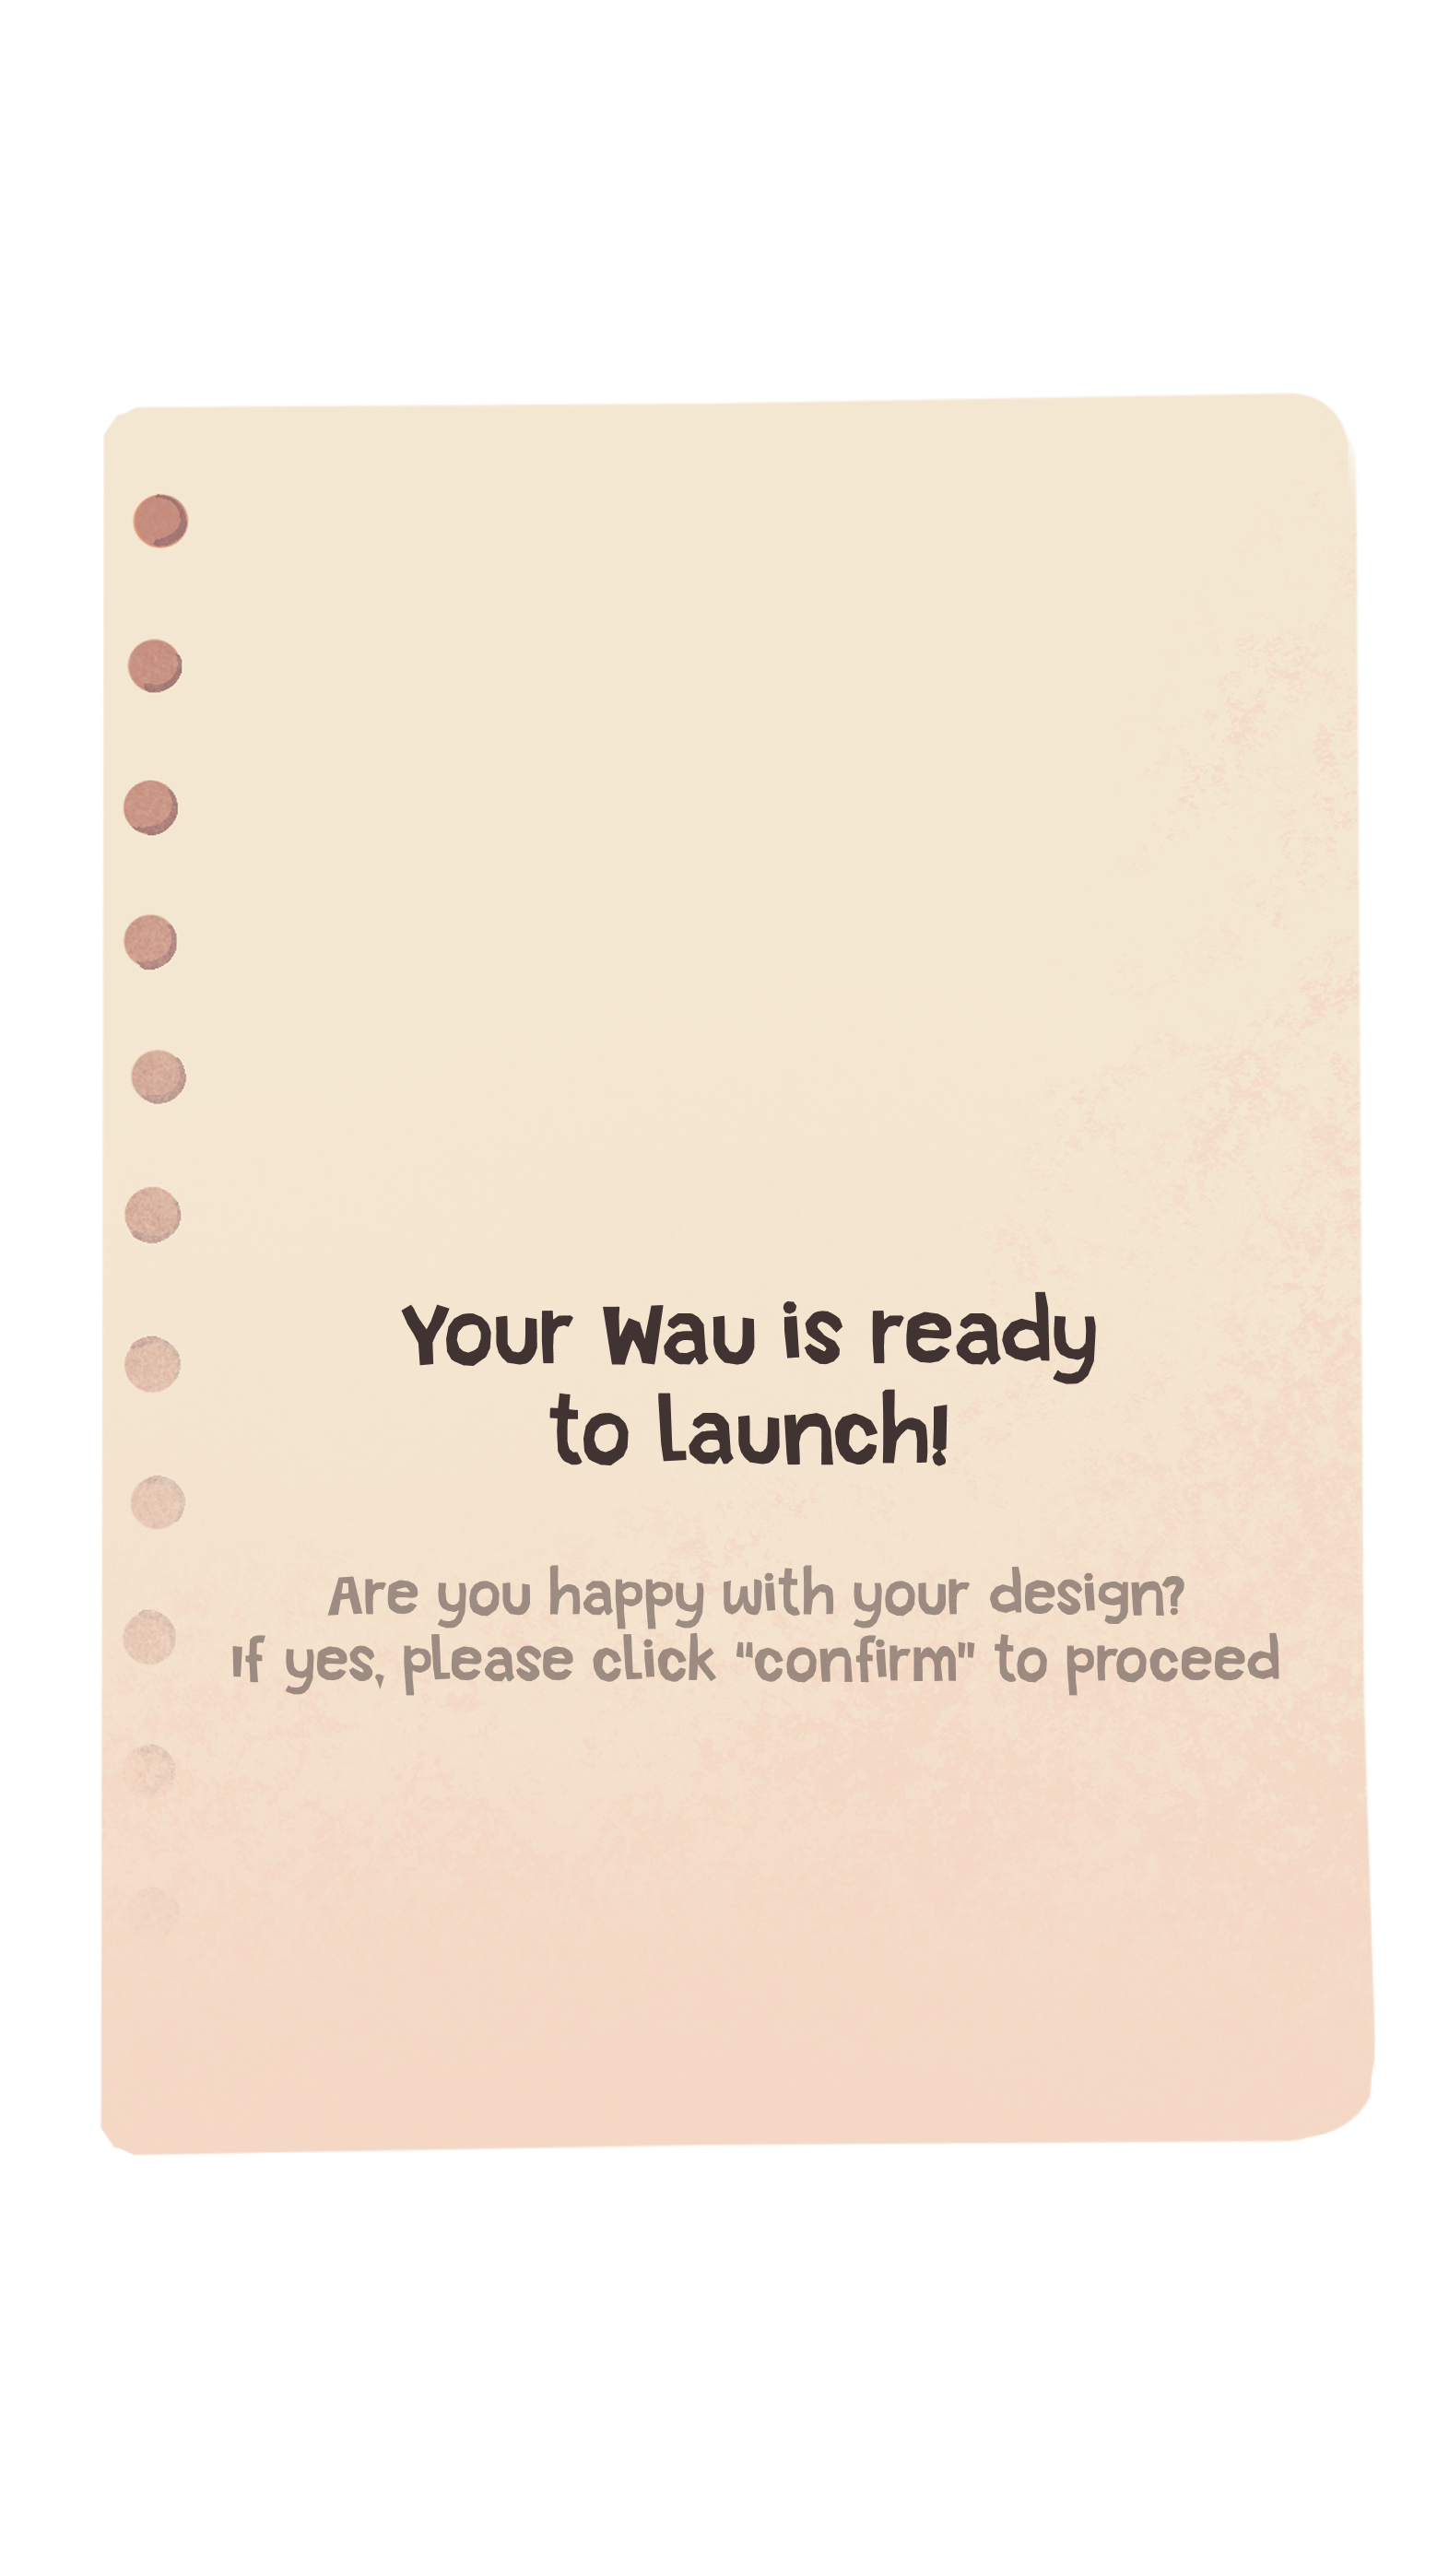 Your Wau is ready
to launch!
Are you happy with your design?
If yes, please click "confirm" to proceed